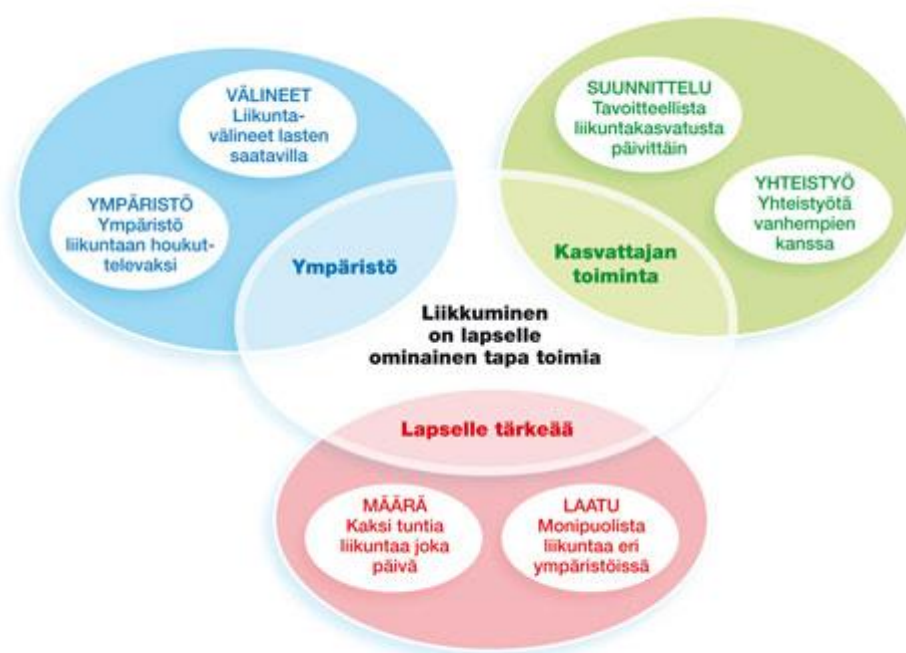 VÄLINEET
Liikunta-
välineet lasten
saatavilla
YMPÄRISTÖ
Ympäristö
liikuntaan houkut-
televaksi
Ympäristö
SUUNNITTELU
Tavoitteellista
liikuntakasvatusta
päivittäin
YHTEISTYÖ
Yhteistyötä
vanhempien
kanssa
Kasvattajan
toiminta
Liikkuminen
on lapselle
ominainen tapa toimia
Lapselle tärkeää
MÄÄRÄ
Kaksi tuntia
liikuntaa joka
päivä
LAATU
Monipuolista
liikuntaa eri
ympäristöissä